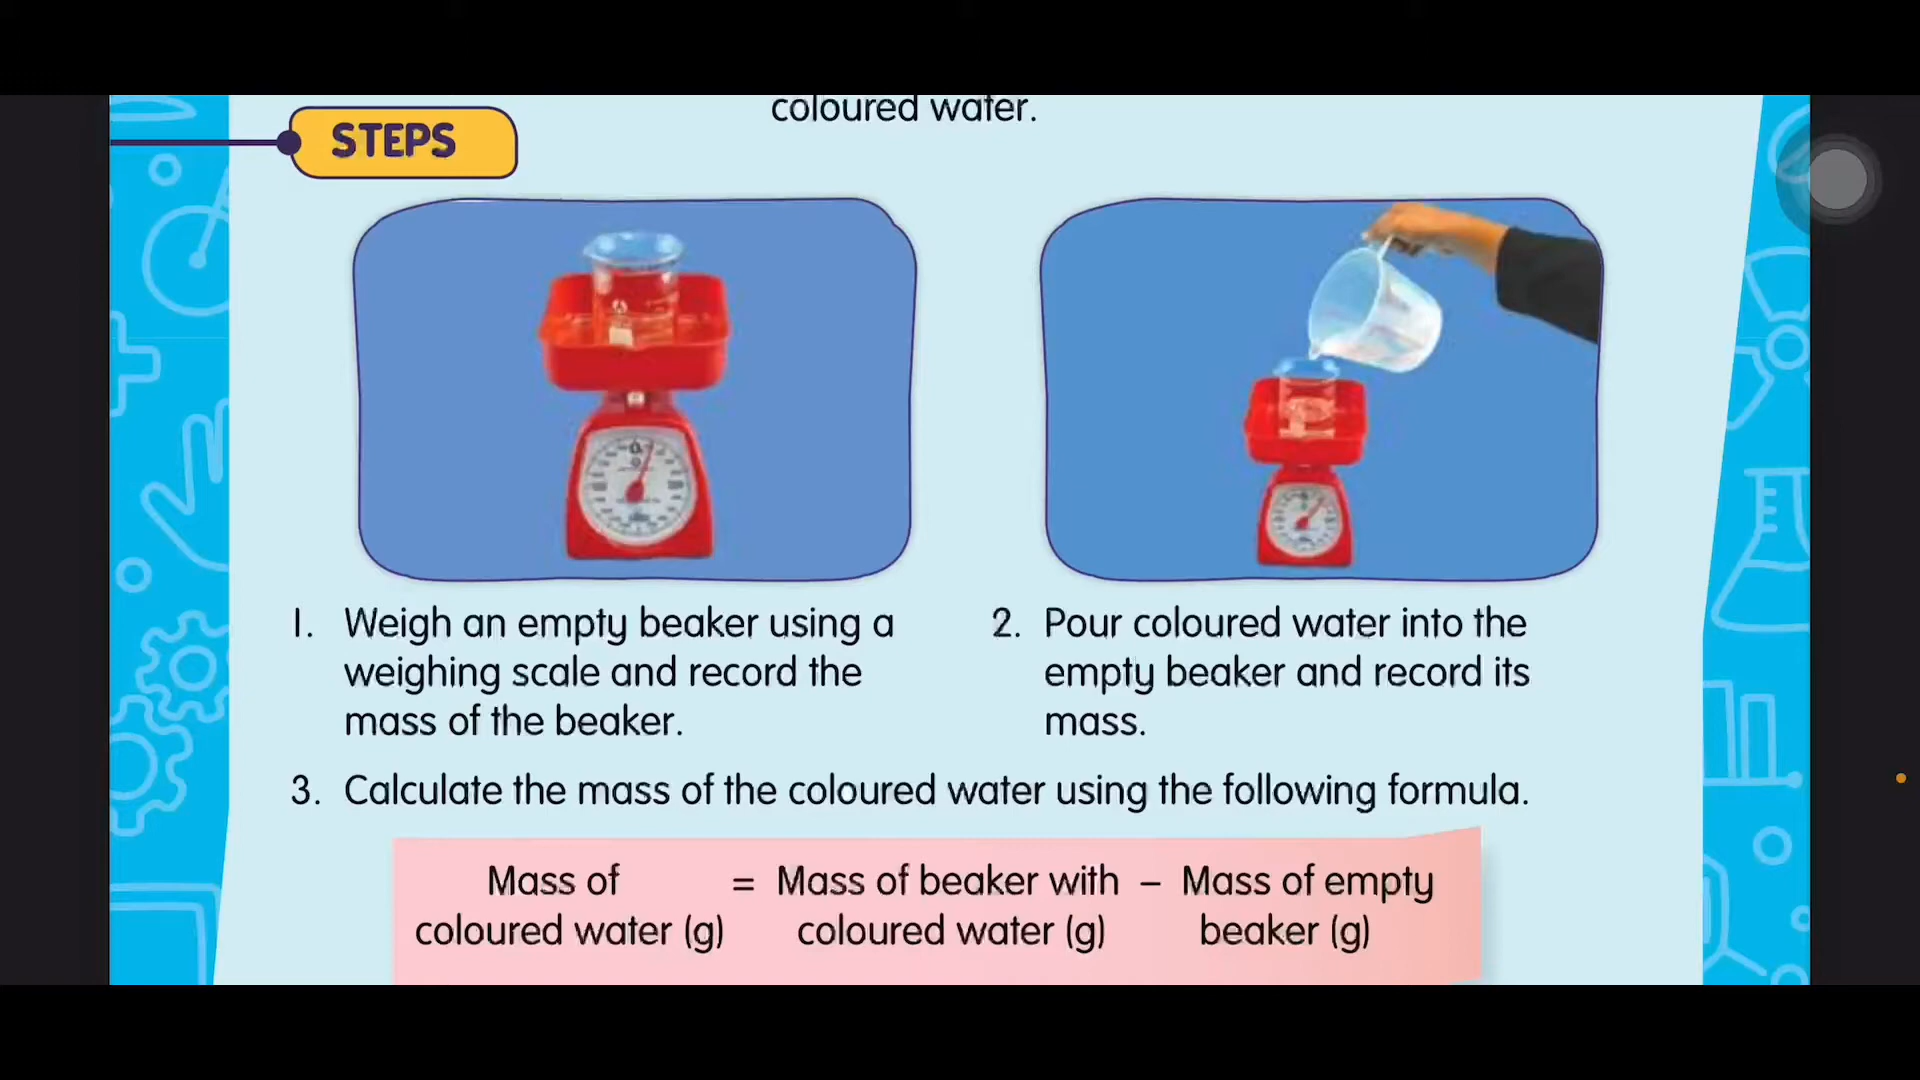 coloured water.
STEPS
1. Weigh an empty beaker using a
weighing scale and record the
mass of the beaker.
2. Pour coloured water into the
empty beaker and record its
mass.
3. Calculate the mass of the coloured water using the following formula.
Mass of = Mass of beaker with – Mass of empty
coloured water (g) coloured water (g) beaker (g)